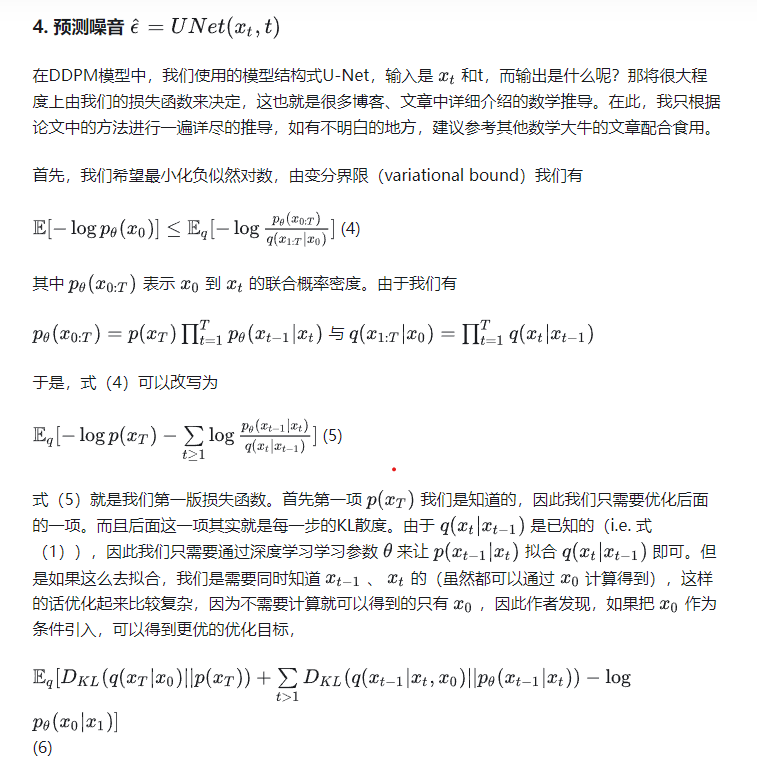 4. 预测噪音 $\hat{\epsilon} = UNet(x_t, t)$
在DDPM模型中，我们使用的模型结构式U-Net，输入是 $x_t$ 和t，而输出是什么呢？那将很大程
度上由我们的损失函数来决定，这也就是很多博客、文章中详细介绍的数学推导。在此，我只根据
论文中的方法进行一遍详尽的推导，如有不明白的地方，建议参考其他数学大牛的文章配合食用。
首先，我们希望最小化负似然对数，由变分界限（variational bound）我们有
$\mathbb{E}[-\log p_\theta(x_0)] \leq \mathbb{E}_q[-\log \frac{p_\theta(x_{0:T})}{q(x_{1:T}|x_0)}]$ (4)
其中 $p_\theta(x_{0:T})$ 表示 $x_0$ 到 $x_t$ 的联合概率密度。由于我们有
$p_\theta(x_{0:T}) = p(x_T) \prod_{t=1}^{T} p_\theta(x_{t-1}|x_t)$ 与 $q(x_{1:T}|x_0) = \prod_{t=1}^{T} q(x_t|x_{t-1})$
于是，式（4）可以改写为
$\mathbb{E}_q[-\log p(x_T) - \sum_{t \geq 1} \log \frac{p_\theta(x_{t-1}|x_t)}{q(x_t|x_{t-1})}]$ (5)
式（5）就是我们第一版损失函数。首先第一项 $p(x_T)$ 我们是知道的，因此我们只需要优化后面
的一项。而且后面这一项其实就是每一步的KL散度。由于 $q(x_t|x_{t-1})$ 是已知的（i.e. 式
（1）），因此我们只需要通过深度学习学习参数 $\theta$ 来让 $p(x_{t-1}|x_t)$ 拟合 $q(x_t|x_{t-1})$ 即可。但
是如果这么去拟合，我们是需要同时知道 $x_{t-1}$ 、 $x_t$ 的（虽然都可以通过 $x_0$ 计算得到），这样
的话优化起来比较复杂，因为不需要计算就可以得到的只有 $x_0$ ，因此作者发现，如果把 $x_0$ 作为
条件引入，可以得到更优的优化目标，
$\mathbb{E}_q[D_{KL}(q(x_T|x_0)||p(x_T)) + \sum_{t>1} D_{KL}(q(x_{t-1}|x_t, x_0)||p_\theta(x_{t-1}|x_t)) - \log$
$p_\theta(x_0|x_1)]$
(6)